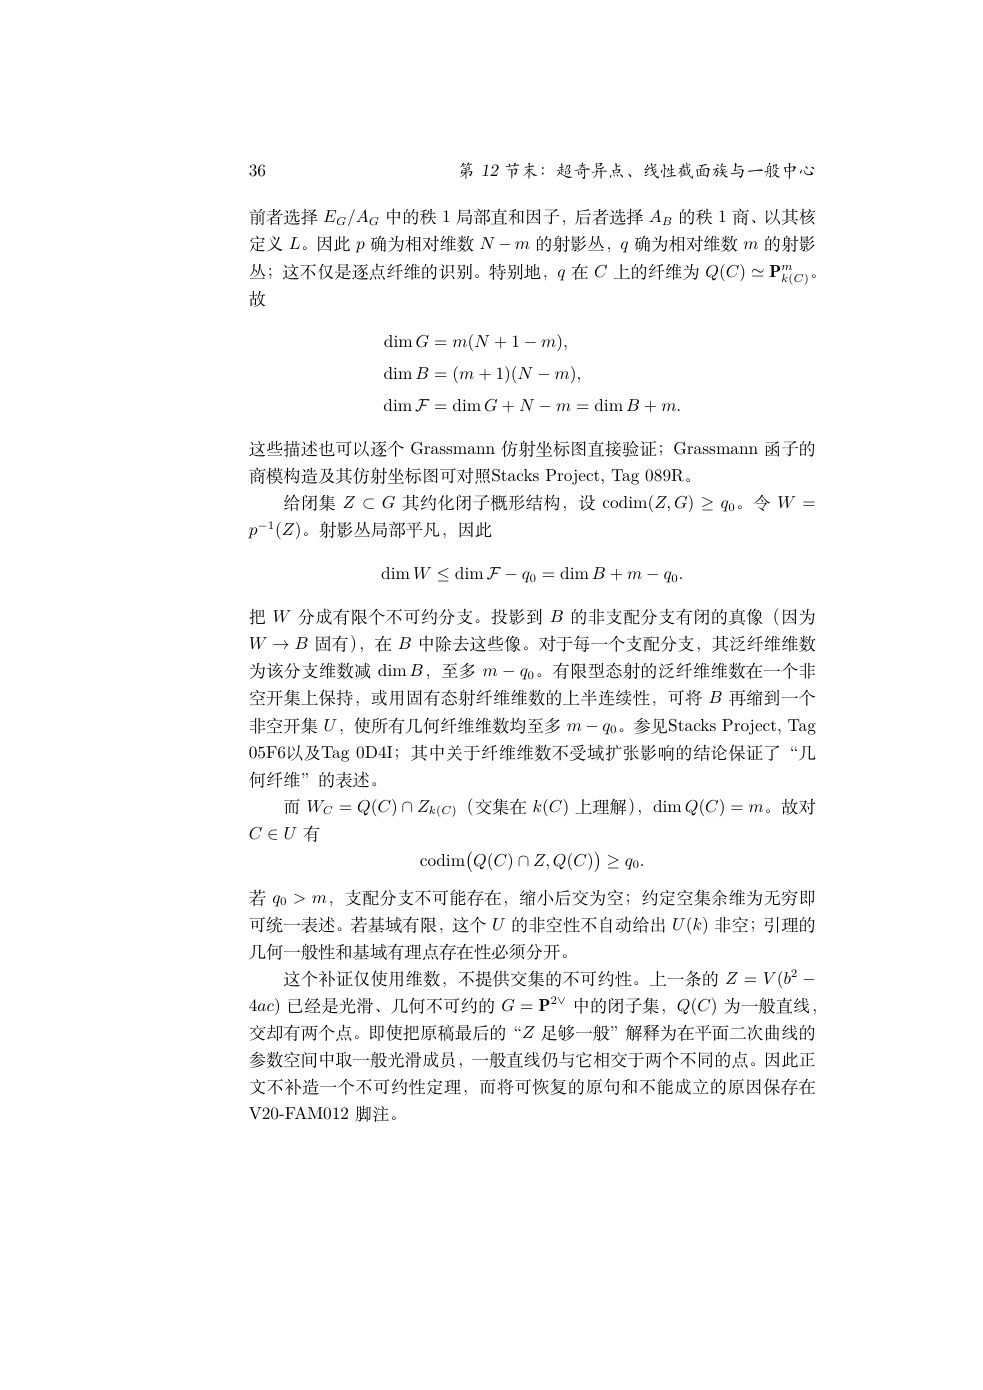 36 第 12 节末：超奇异点、线性截面族与一般中心
前者选择 E_G/A_G 中的秩 1 局部直和因子，后者选择 A_B 的秩 1 商、以其核
定义 L。因此 p 确为相对维数 N − m 的射影丛，q 确为相对维数 m 的射影
丛；这不仅是逐点纤维的识别。特别地，q 在 C 上的纤维为 Q(C) ≃ P^m_{k(C)}。
故
dim G = m(N + 1 − m),
dim B = (m + 1)(N − m),
dim ℱ = dim G + N − m = dim B + m.
这些描述也可以逐个 Grassmann 仿射坐标图直接验证；Grassmann 函子的
商模构造及其仿射坐标图可对照Stacks Project, Tag 089R。
给闭集 Z ⊂ G 其约化闭子概形结构，设 codim(Z, G) ≥ q_0。令 W =
p^{−1}(Z)。射影丛局部平凡，因此
dim W ≤ dim ℱ − q_0 = dim B + m − q_0.
把 W 分成有限个不可约分支。投影到 B 的非支配分支有闭的真像（因为
W → B 固有），在 B 中除去这些像。对于每一个支配分支，其泛纤维维数
为该分支维数减 dim B，至多 m − q_0。有限型态射的泛纤维维数在一个非
空开集上保持，或用固有态射纤维维数的上半连续性，可将 B 再缩到一个
非空开集 U，使所有几何纤维维数均至多 m − q_0。参见Stacks Project, Tag
05F6以及Tag 0D4I；其中关于纤维维数不受域扩张影响的结论保证了“几
何纤维”的表述。
而 W_C = Q(C) ∩ Z_{k(C)}（交集在 k(C) 上理解），dim Q(C) = m。故对
C ∈ U 有
codim(Q(C) ∩ Z, Q(C)) ≥ q_0.
若 q_0 > m，支配分支不可能存在，缩小后交为空；约定空集余维为无穷即
可统一表述。若基域有限，这个 U 的非空性不自动给出 U(k) 非空；引理的
几何一般性和基域有理点存在性必须分开。
这个补证仅使用维数，不提供交集的不可约性。上一条的 Z = V(b^2 −
4ac) 已经是光滑、几何不可约的 G = P^{2∨} 中的闭子集，Q(C) 为一般直线，
交却有两个点。即使把原稿最后的“Z 足够一般”解释为在平面二次曲线的
参数空间中取一般光滑成员，一般直线仍与它相交于两个不同的点。因此正
文不补造一个不可约性定理，而将可恢复的原句和不能成立的原因保存在
V20-FAM012 脚注。